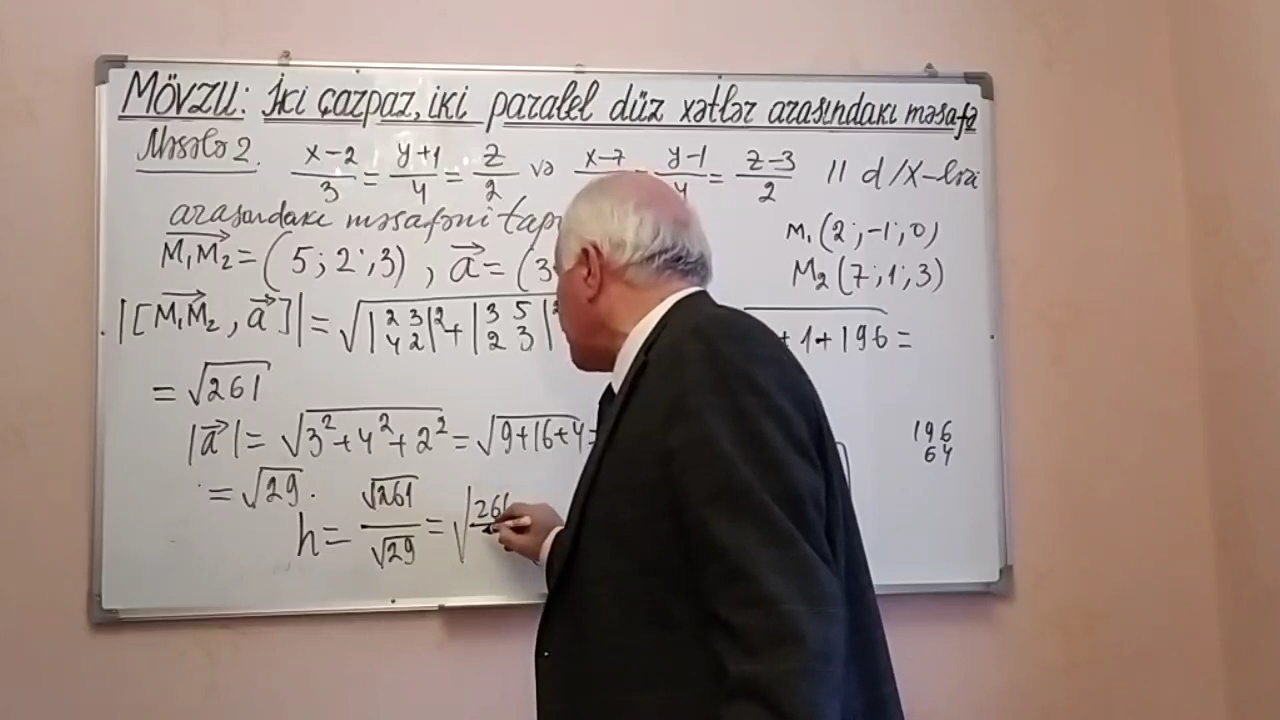 MÖVZU: İki çarpaz, iki paralel düz xətlər arasındakı məsafə
Məsələ 2. x-2/3 = y+1/4 = z/2 və x-7 = y-1/4 = z-3/2 // d/x-ləri
arasındakı məsafəni
M₁(2;-1;0)
M₁M₂ = (5;2;3), a = (3
M₂(7;1;3)
|[M₁M₂, a]| = √|2 3; 4 2|² + |3 5; 2 3|² + 1 + 196 =
= √261
|a| = √3²+4²+2² = √9+16+4 =
196
64
= √29.
h = √261/√29 = √261